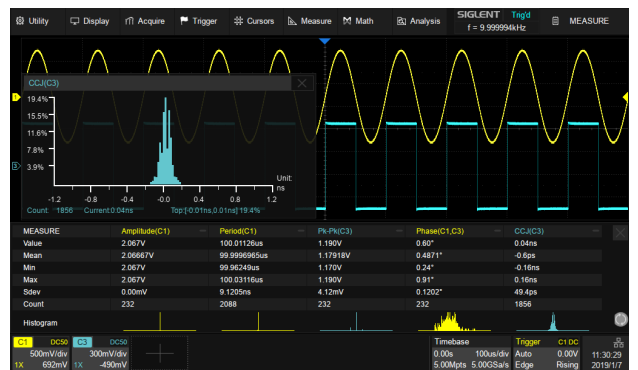 Utility Display Acquire Trigger Cursors Measure Math Analysis SIGLENT Trig'd MEASURE
f = 9.999994kHz
CCJ(C3)
19.4%
15.5%
11.6%
7.8%
3.9%
Unit:
ns
-1.2 -0.8 -0.4 -0.0 0.4 0.8 1.2
Count 1856 Current:0.04ns Top:[-0.01ns,0.01ns] 19.4%
1
3
MEASURE Amplitude(C1) Period(C1) Pk-Pk(C3) Phase(C1,C3) CCJ(C3)
Value 2.067V 100.01126us 1.190V 0.60° 0.04ns
Mean 2.06667V 99.9996965us 1.17918V 0.4871° -0.6ps
Min 2.067V 99.96249us 1.170V 0.24° -0.16ns
Max 2.067V 100.03116us 1.190V 0.91° 0.16ns
Sdev 0.00mV 9.1205ns 4.12mV 0.1202° 49.4ps
Count 232 2088 232 232 1856
Histogram
C1 DC50 C3 DC50 Timebase Trigger C1 DC
500mV/div 300mV/div 0.00s 100us/div Auto 0.00V 11:30:29
1X 692mV 1X -490mV 5.00Mpts 5.00GSa/s Edge Rising 2019/1/7